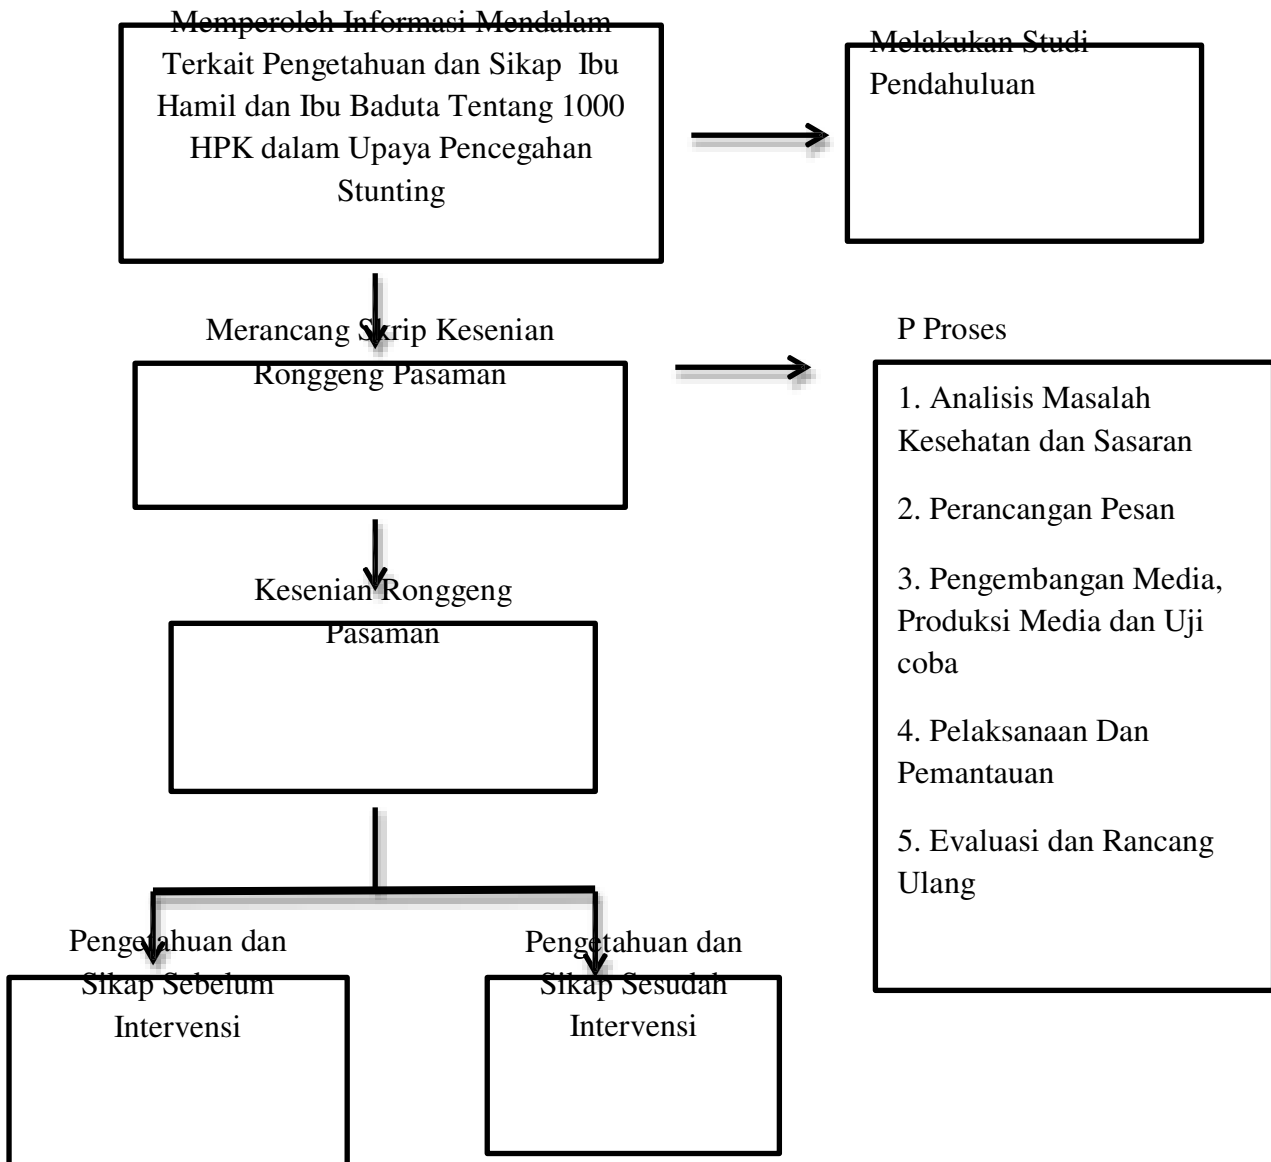 Memperoleh Informasi Mendalam
Terkait Pengetahuan dan Sikap Ibu
Hamil dan Ibu Baduta Tentang 1000
HPK dalam Upaya Pencegahan
Stunting
Melakukan Studi
Pendahuluan
Merancang Skrip Kesenian
Ronggeng Pasaman
P Proses
1. Analisis Masalah
Kesehatan dan Sasaran
2. Perancangan Pesan
3. Pengembangan Media,
Produksi Media dan Uji
coba
4. Pelaksanaan Dan
Pemantauan
5. Evaluasi dan Rancang
Ulang
Kesenian Ronggeng
Pasaman
Pengetahuan dan
Sikap Sebelum
Intervensi
Pengetahuan dan
Sikap Sesudah
Intervensi